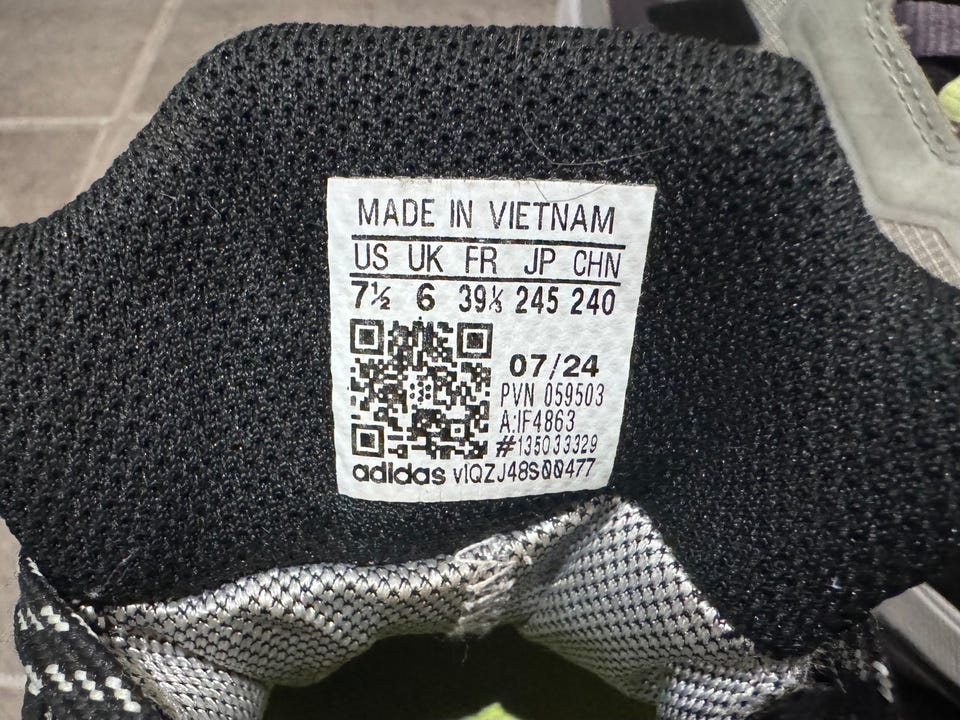 MADE IN VIETNAM
US UK FR JP CHN
7½ 6 39⅓ 245 240
07/24
PVN 059503
A:IF4863
#135033329
adidas v1QZJ48S00477